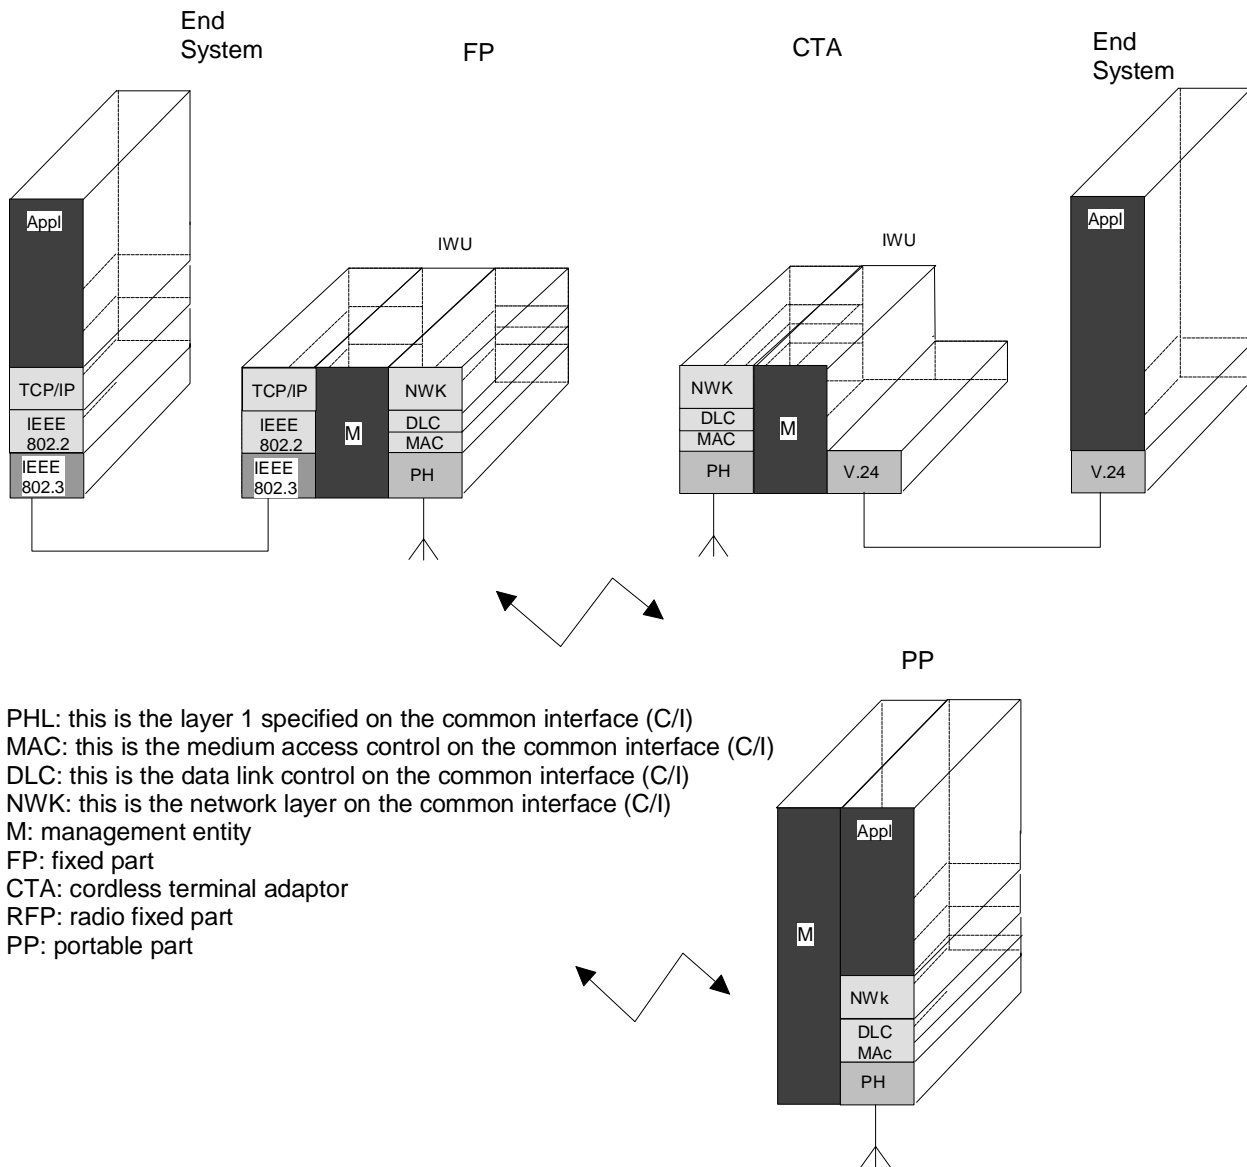 End
System
FP
CTA
End
System
IWU
IWU
Appl
TCP/IP
IEEE
802.2
IEEE
802.3
TCP/IP
IEEE
802.2
IEEE
802.3
M
NWK
DLC
MAC
PH
NWK
DLC
MAC
PH
M
V.24
Appl
V.24
PP
PHL: this is the layer 1 specified on the common interface (C/I)
MAC: this is the medium access control on the common interface (C/I)
DLC: this is the data link control on the common interface (C/I)
NWK: this is the network layer on the common interface (C/I)
M: management entity
FP: fixed part
CTA: cordless terminal adaptor
RFP: radio fixed part
PP: portable part
M
Appl
NWk
DLC
MAc
PH